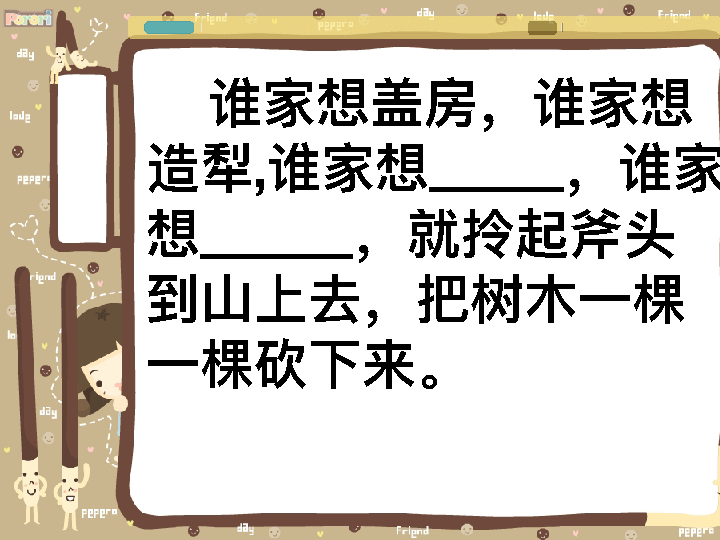 Porori
谁家想盖房，谁家想
造犁,谁家想_____，谁家
想______，就拎起斧头
到山上去，把树木一棵
一棵砍下来。